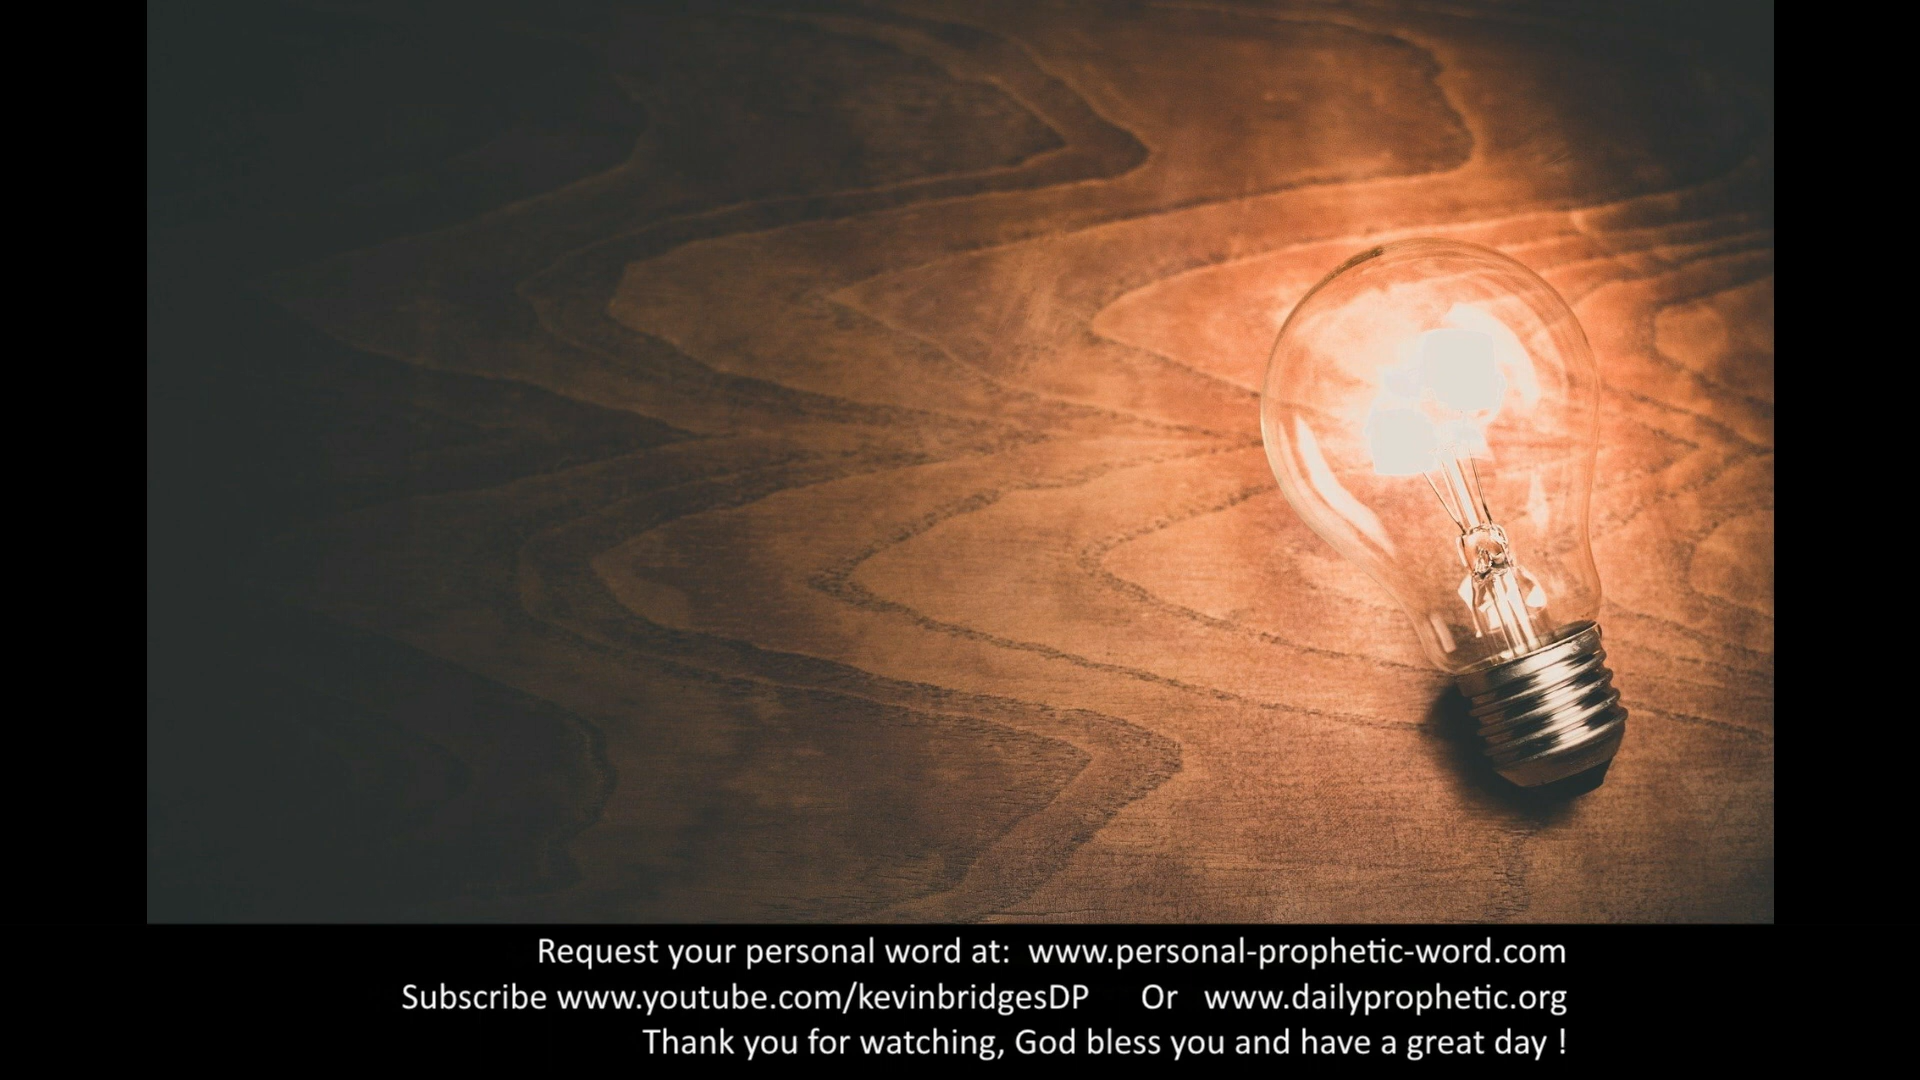 Request your personal word at: www.personal-prophetic-word.com
Subscribe www.youtube.com/kevinbridgesDP Or www.dailyprophetic.org
Thank you for watching, God bless you and have a great day !